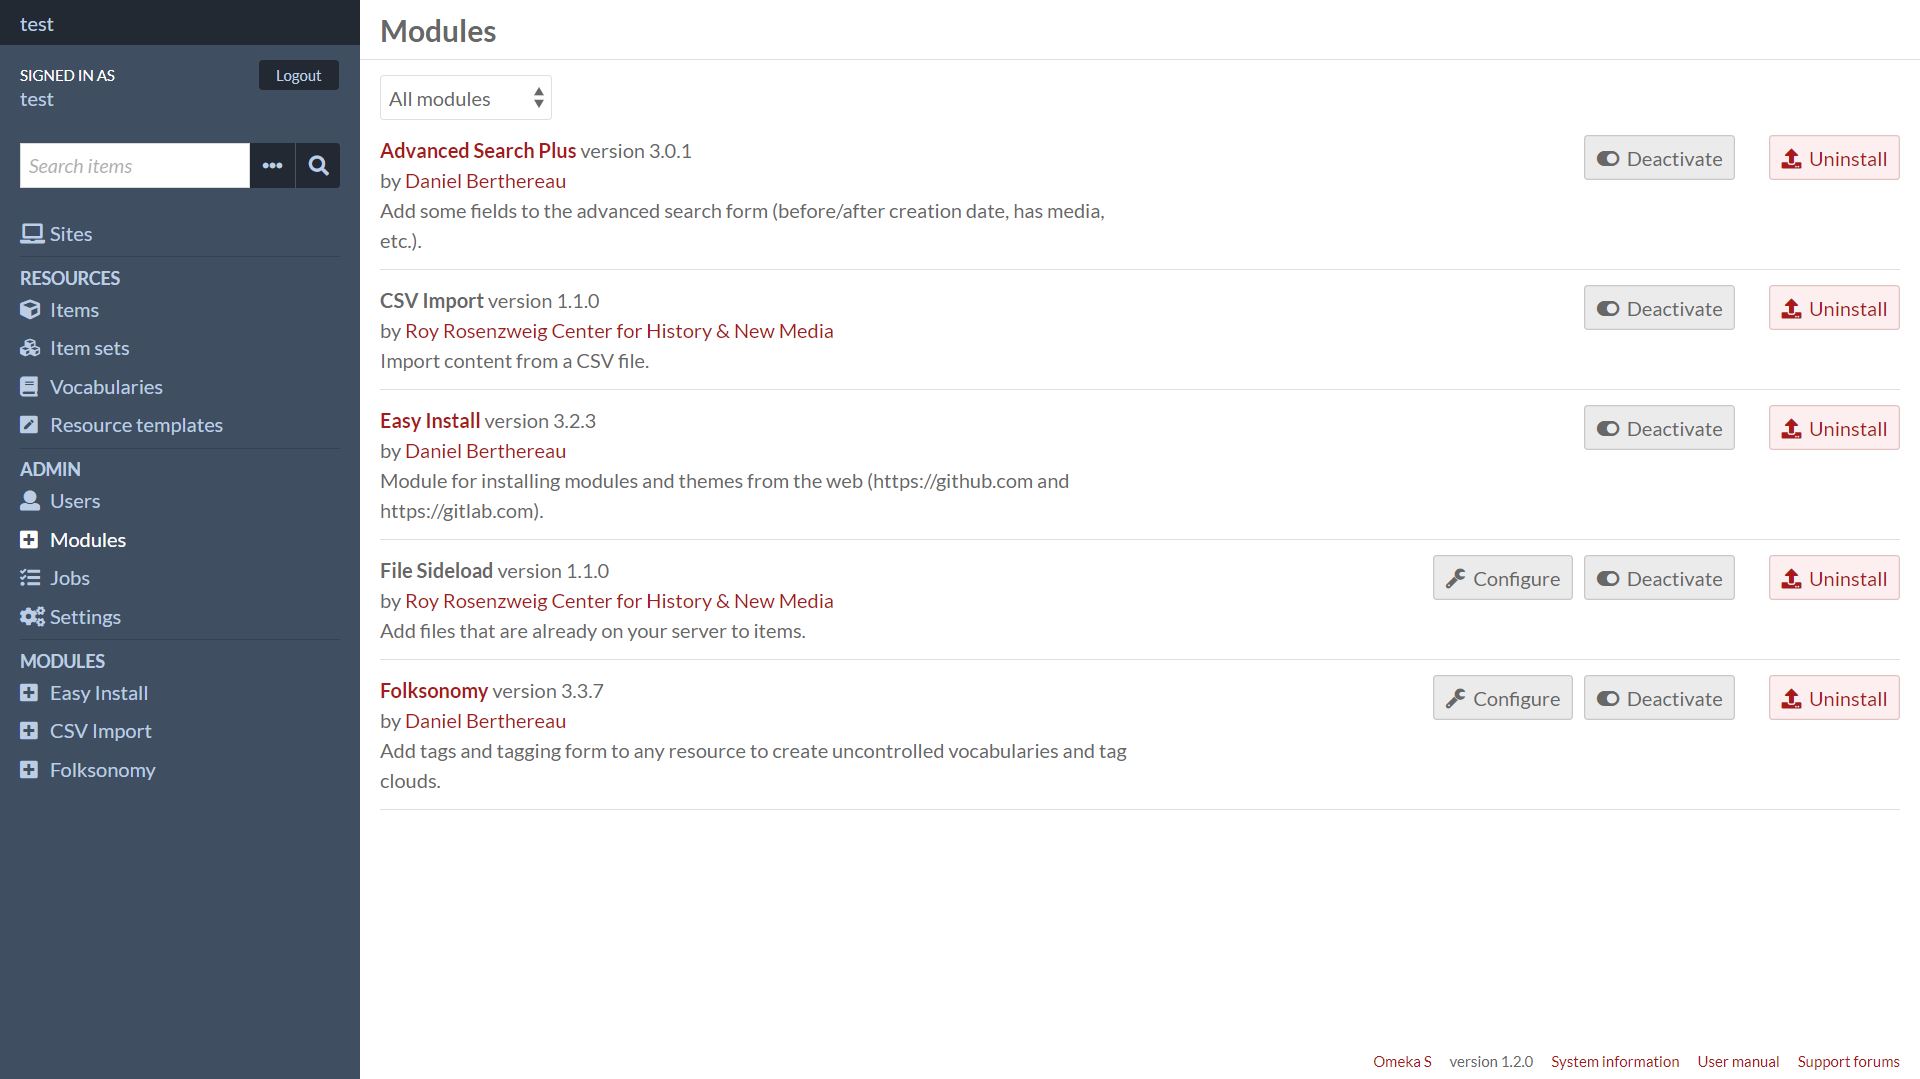 test
SIGNED IN AS
Logout
test
Search items
Sites
RESOURCES
Items
Item sets
Vocabularies
Resource templates
ADMIN
Users
Modules
Jobs
Settings
MODULES
Easy Install
CSV Import
Folksonomy
Modules
All modules
Advanced Search Plus version 3.0.1
by Daniel Berthereau
Add some fields to the advanced search form (before/after creation date, has media,
etc.).
Deactivate
Uninstall
CSV Import version 1.1.0
by Roy Rosenzweig Center for History & New Media
Import content from a CSV file.
Deactivate
Uninstall
Easy Install version 3.2.3
by Daniel Berthereau
Module for installing modules and themes from the web (https://github.com and
https://gitlab.com).
Deactivate
Uninstall
File Sideload version 1.1.0
by Roy Rosenzweig Center for History & New Media
Add files that are already on your server to items.
Configure
Deactivate
Uninstall
Folksonomy version 3.3.7
by Daniel Berthereau
Add tags and tagging form to any resource to create uncontrolled vocabularies and tag
clouds.
Configure
Deactivate
Uninstall
Omeka S version 1.2.0 System information User manual Support forums